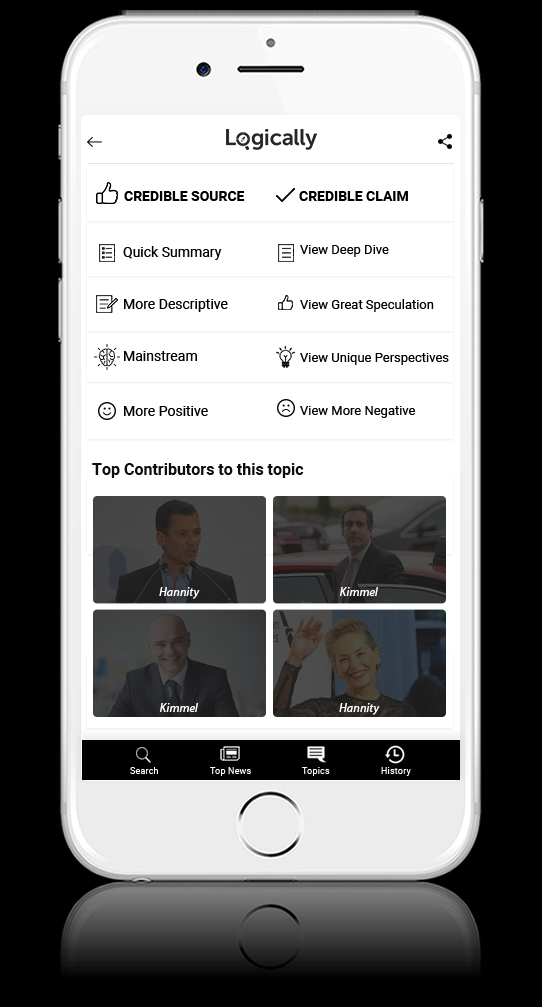 Logically
CREDIBLE SOURCE CREDIBLE CLAIM
Quick Summary View Deep Dive
More Descriptive View Great Speculation
Mainstream View Unique Perspectives
More Positive View More Negative
Top Contributors to this topic
Hannity Kimmel
Kimmel Hannity
Search Top News Topics History